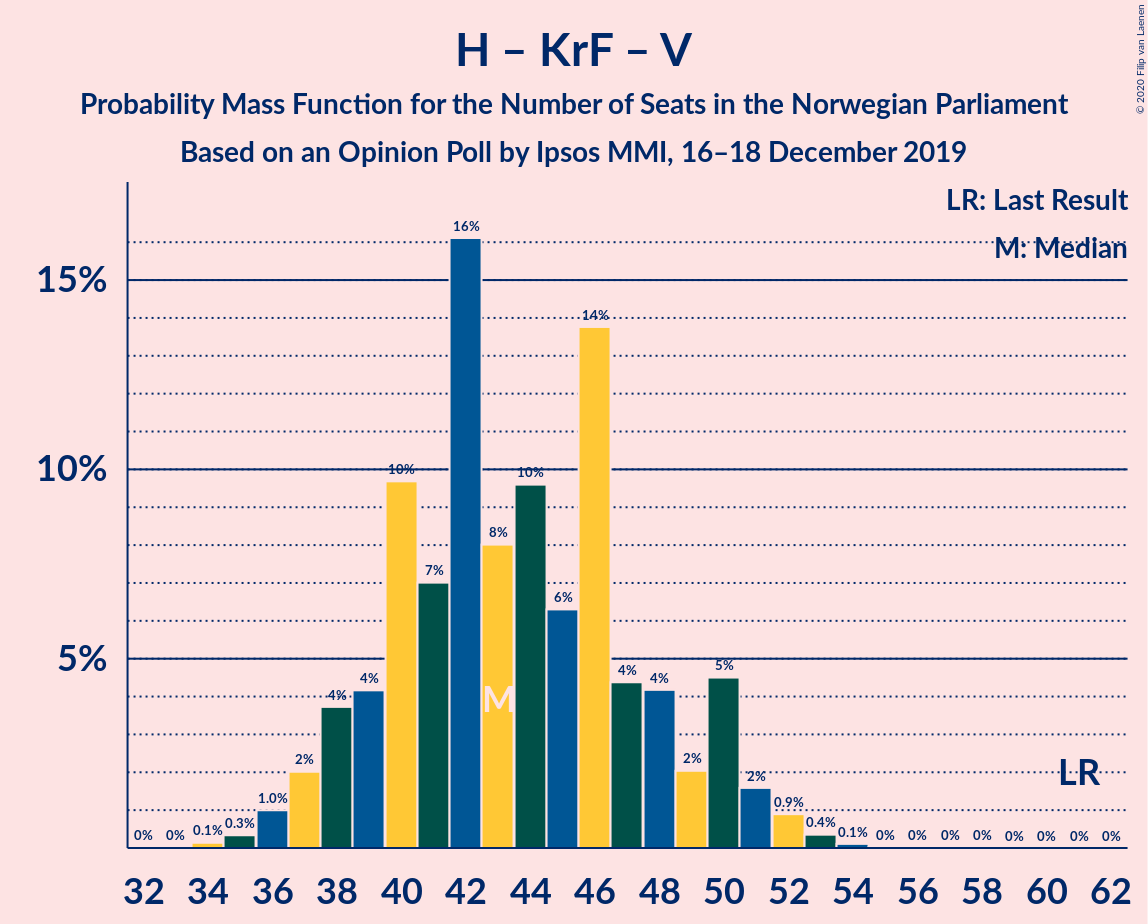 H – KrF – V
Probability Mass Function for the Number of Seats in the Norwegian Parliament
Based on an Opinion Poll by Ipsos MMI, 16–18 December 2019
© 2020 Filip van Laenen
LR: Last Result
M: Median
15%
10%
5%
0% 0% 0.1% 0.3% 1.0% 2% 4% 4% 10% 7% 16% 8% 10% 6% 14% 4% 4% 2% 5% 2% 0.9% 0.4% 0.1% 0% 0% 0% 0% 0% 0% 0% 0%
M
LR
32 34 36 38 40 42 44 46 48 50 52 54 56 58 60 62